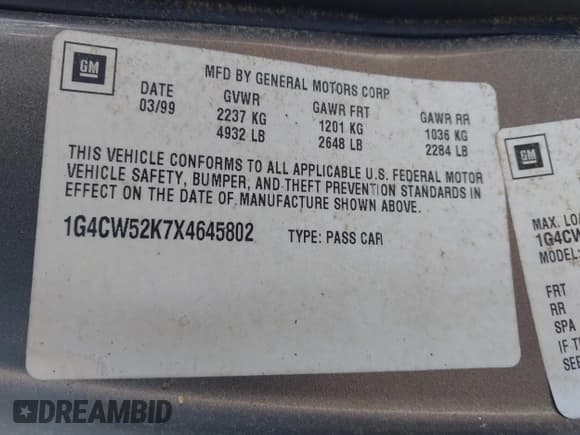 GM
MFD BY GENERAL MOTORS CORP
DATE GVWR GAWR FRT GAWR RR
03/99 2237 KG 1201 KG 1036 KG
4932 LB 2648 LB 2284 LB
THIS VEHICLE CONFORMS TO ALL APPLICABLE U.S. FEDERAL MOTOR
VEHICLE SAFETY, BUMPER, AND THEFT PREVENTION STANDARDS IN
EFFECT ON THE DATE OF MANUFACTURE SHOWN ABOVE.
1G4CW52K7X4645802 TYPE: PASS CAR
GM
MAX. LO
1G4CW
MODEL:
FRT
RR
SPA
IF T
SEE
DREAMBID